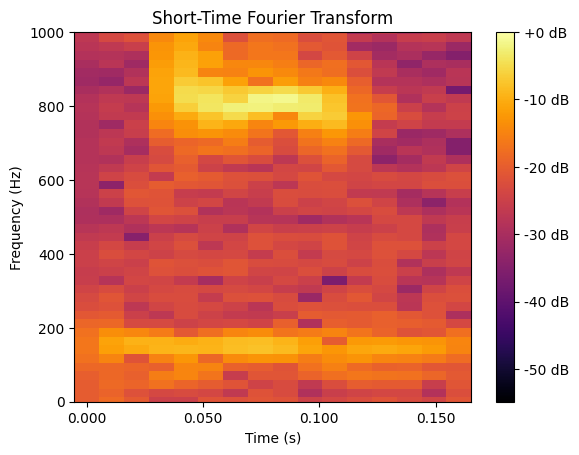 Short-Time Fourier Transform
1000
800
600
400
200
0
Frequency (Hz)
0.000
0.050
0.100
0.150
Time (s)
+0 dB
-10 dB
-20 dB
-30 dB
-40 dB
-50 dB